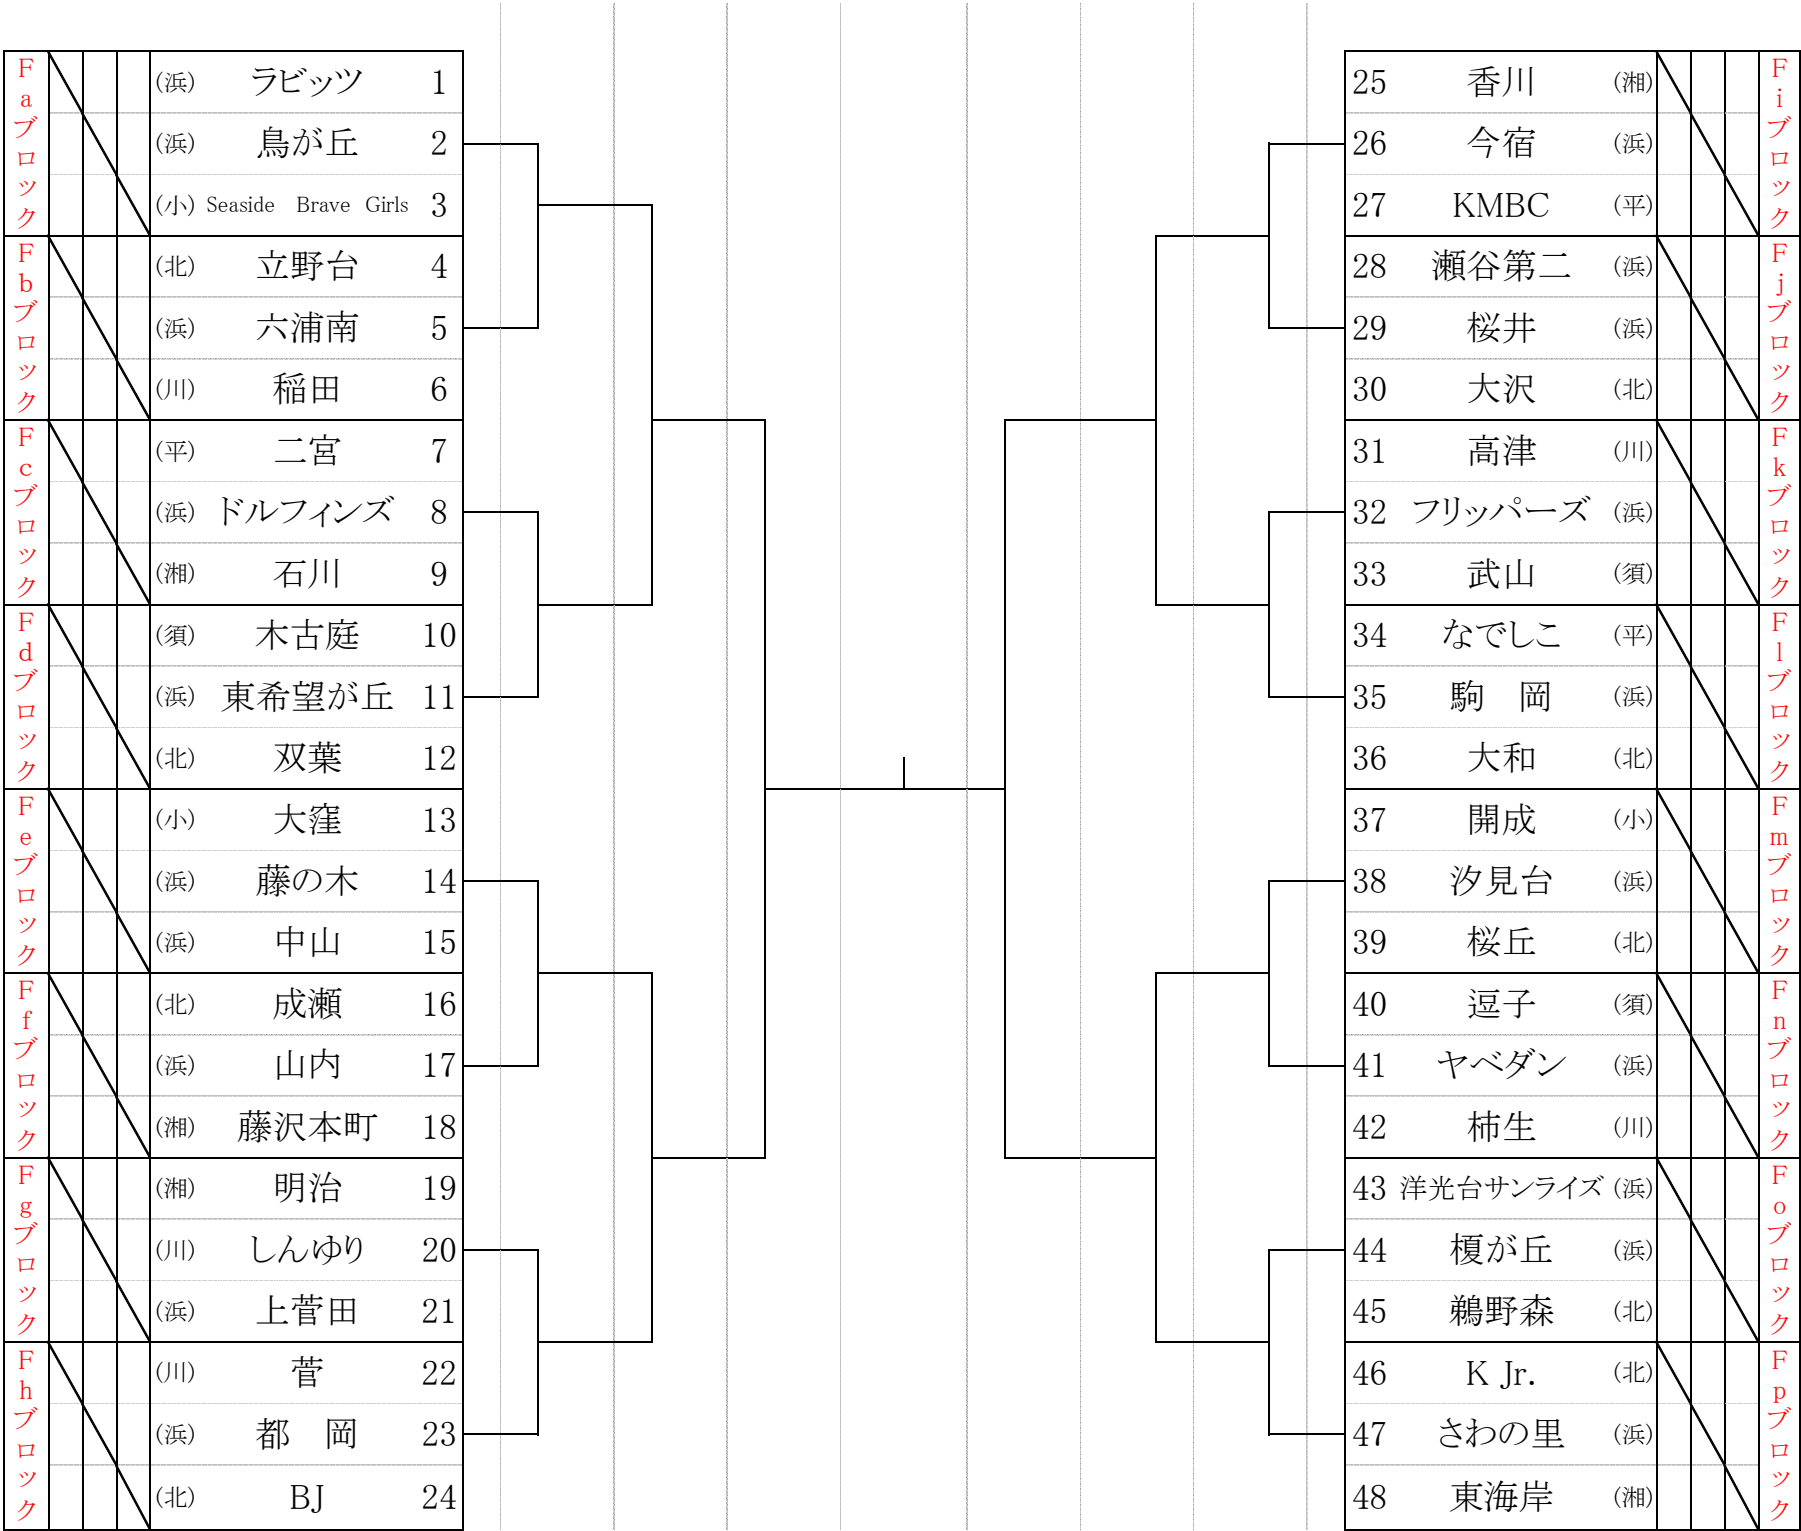 Faブロック
(浜) ラビッツ 1
(浜) 鳥が丘 2
(小) Seaside Brave Girls 3
Fbブロック
(北) 立野台 4
(浜) 六浦南 5
(川) 稲田 6
Fcブロック
(平) 二宮 7
(浜) ドルフィンズ 8
(湘) 石川 9
Fdブロック
(須) 木古庭 10
(浜) 東希望が丘 11
(北) 双葉 12
Feブロック
(小) 大窪 13
(浜) 藤の木 14
(浜) 中山 15
Ffブロック
(北) 成瀬 16
(浜) 山内 17
(湘) 藤沢本町 18
Fgブロック
(湘) 明治 19
(川) しんゆり 20
(浜) 上菅田 21
Fhブロック
(川) 菅 22
(浜) 都　岡 23
(北) BJ 24
Fiブロック
25 香川 (湘)
26 今宿 (浜)
27 KMBC (平)
Fjブロック
28 瀬谷第二 (浜)
29 桜井 (浜)
30 大沢 (北)
Fkブロック
31 高津 (川)
32 フリッパーズ (浜)
33 武山 (須)
Flブロック
34 なでしこ (平)
35 駒　岡 (浜)
36 大和 (北)
Fmブロック
37 開成 (小)
38 汐見台 (浜)
39 桜丘 (北)
Fnブロック
40 逗子 (須)
41 ヤベダン (浜)
42 柿生 (川)
Foブロック
43 洋光台サンライズ (浜)
44 榎が丘 (浜)
45 鵜野森 (北)
Fpブロック
46 K Jr. (北)
47 さわの里 (浜)
48 東海岸 (湘)